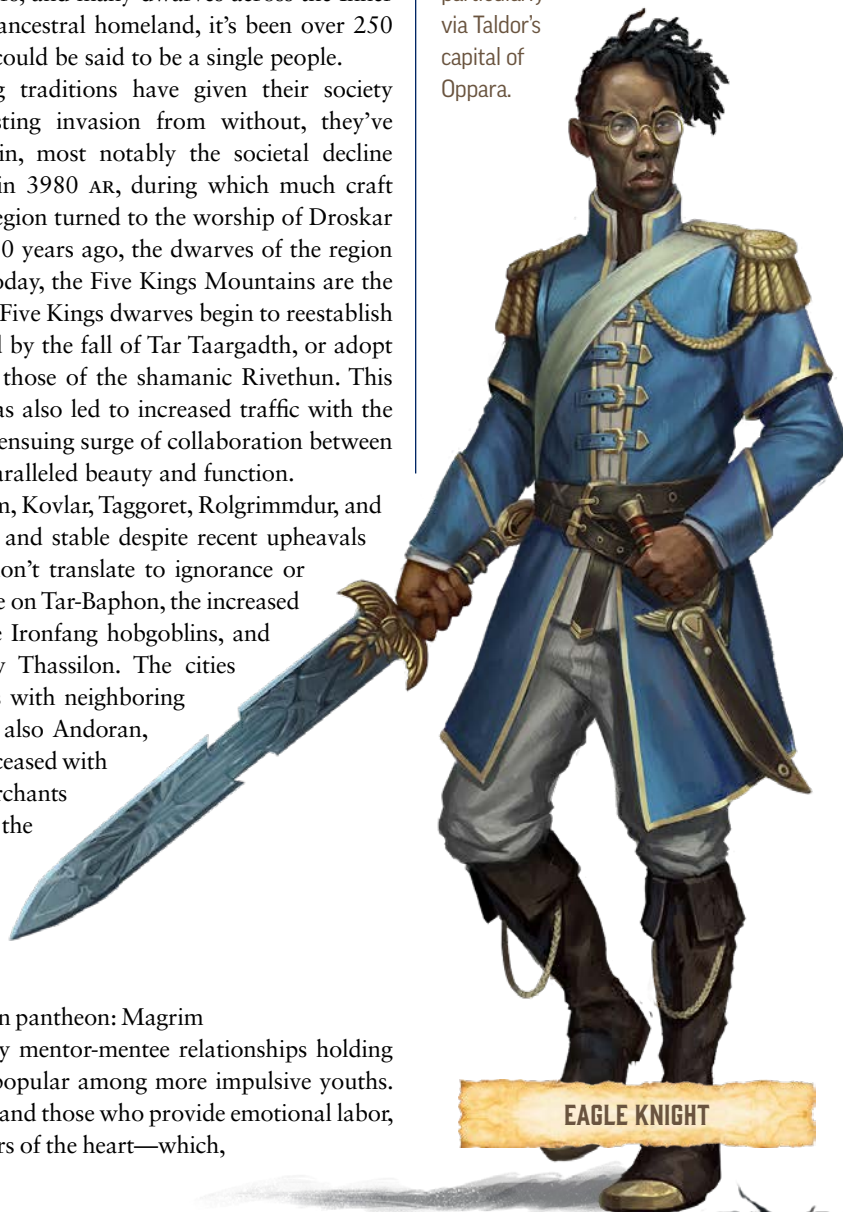 and many dwarves across the Inner
ancestral homeland, it's been over 250
could be said to be a single people.
g traditions have given their society
sting invasion from without, they've
in, most notably the societal decline
in 3980 AR, during which much craft
egion turned to the worship of Droskar
0 years ago, the dwarves of the region
oday, the Five Kings Mountains are the
Five Kings dwarves begin to reestablish
by the fall of Tar Taargadth, or adopt
those of the shamanic Rivethun. This
as also led to increased traffic with the
ensuing surge of collaboration between
aralleled beauty and function.
Kovlar, Taggoret, Rolgrimmdur, and
and stable despite recent upheavals
on't translate to ignorance or
e on Tar-Baphon, the increased
e Ironfang hobgoblins, and
Thassilon. The cities
with neighboring
also Andoran,
ceased with
rchants
the
n pantheon: Magrim
y mentor-mentee relationships holding
popular among more impulsive youths.
and those who provide emotional labor,
rs of the heart—which,
particularly
via Taldor's
capital of
Oppara.
EAGLE KNIGHT